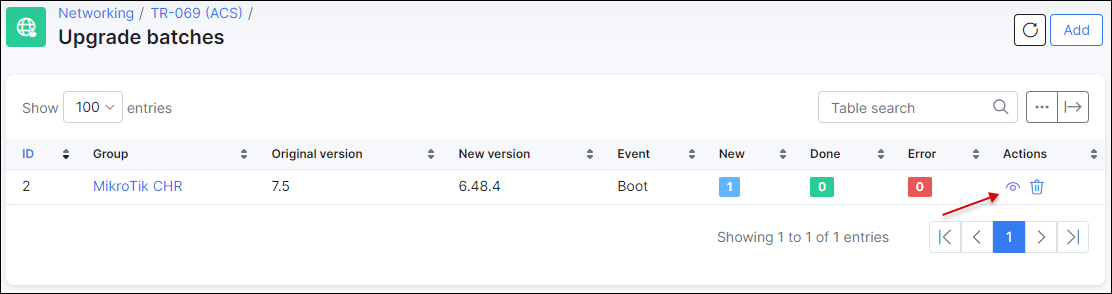 Networking / TR-069 (ACS) /
Upgrade batches
Add
Show 100 entries
Table search
ID Group Original version New version Event New Done Error Actions
2 MikroTik CHR 7.5 6.48.4 Boot 1 0 0
Showing 1 to 1 of 1 entries
1